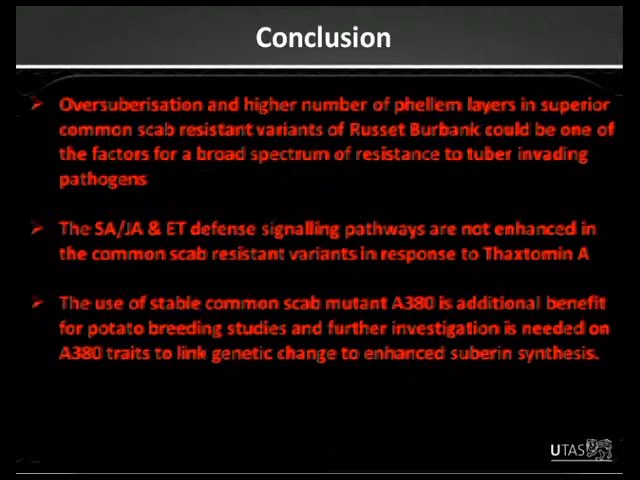 Conclusion
Oversuberisation and higher number of phellem layers in superior
common scab resistant variants of Russet Burbank could be one of
the factors for a broad spectrum of resistance to tuber invading
pathogens
The SA/JA & ET defense signalling pathways are not enhanced in
the common scab resistant variants in response to Thaxtomin A
The use of stable common scab mutant A380 is additional benefit
for potato breeding studies and further investigation is needed on
A380 traits to link genetic change to enhanced suberin synthesis.
UTAS